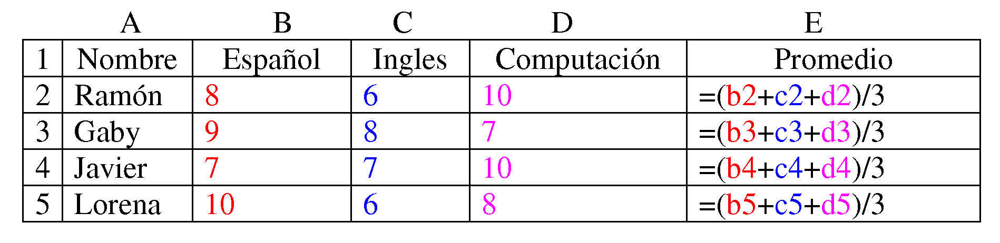 A B C D E
1 Nombre Español Ingles Computación Promedio
2 Ramón 8 6 10 =(b2+c2+d2)/3
3 Gaby 9 8 7 =(b3+c3+d3)/3
4 Javier 7 7 10 =(b4+c4+d4)/3
5 Lorena 10 6 8 =(b5+c5+d5)/3